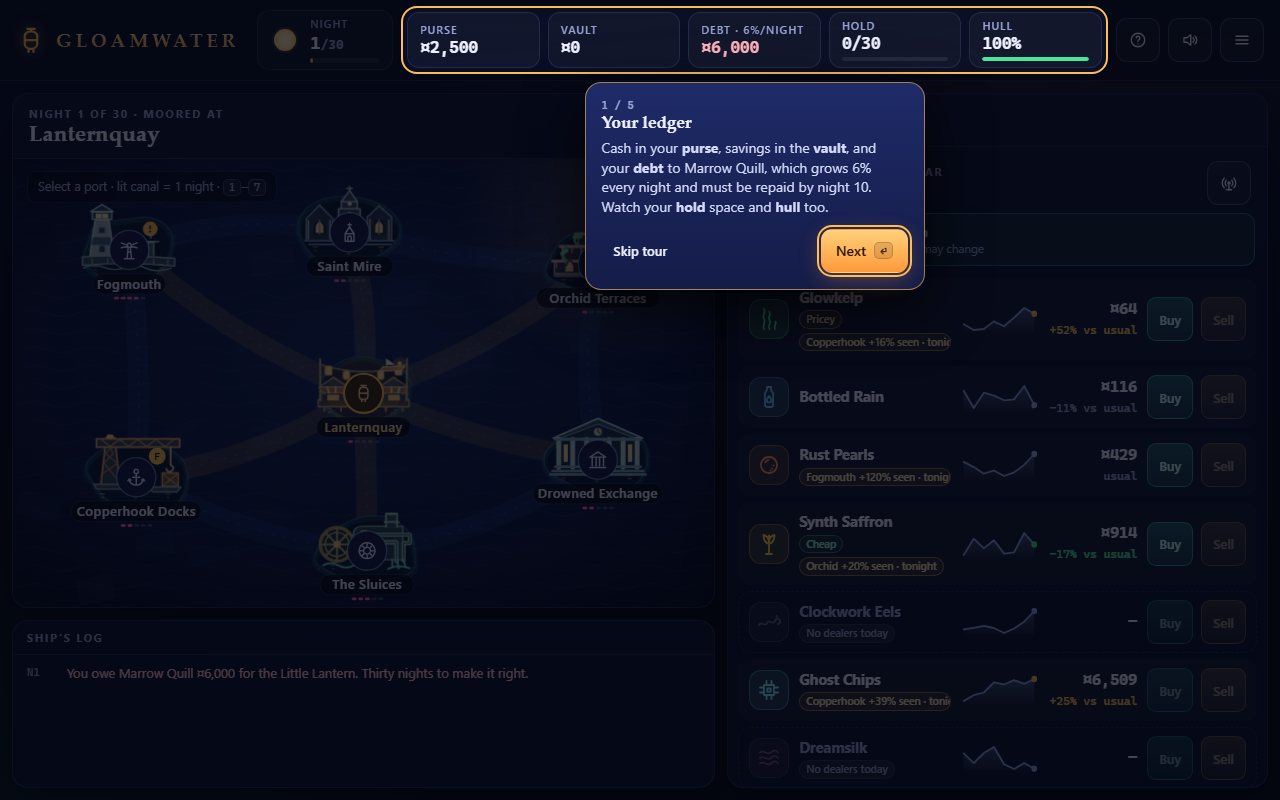 GLOAMWATER
NIGHT
1/30
PURSE
¤2,500
VAULT
¤0
DEBT · 6%/NIGHT
¤6,000
HOLD
0/30
HULL
100%
1 / 5
Your ledger
Cash in your purse, savings in the vault, and
your debt to Marrow Quill, which grows 6%
every night and must be repaid by night 10.
Watch your hold space and hull too.
Skip tour
Next ↵
NIGHT 1 OF 30 · MOORED AT
Lanternquay
Select a port · lit canal = 1 night · 1–7
Fogmouth
!
Saint Mire
Orchid Terraces
Lanternquay
Copperhook Docks
F
Drowned Exchange
The Sluices
SHIP'S LOG
N1 You owe Marrow Quill ¤6,000 for the Little Lantern. Thirty nights to make it right.
AR
may change
Glowkelp
Pricey
Copperhook +16% seen · tonig
¤64
+52% vs usual
Buy
Sell
Bottled Rain
¤116
−11% vs usual
Buy
Sell
Rust Pearls
Fogmouth +120% seen · tonig
¤429
usual
Buy
Sell
Synth Saffron
Cheap
Orchid +20% seen · tonight
¤914
−17% vs usual
Buy
Sell
Clockwork Eels
No dealers today
—
Buy
Sell
Ghost Chips
Copperhook +39% seen · toni
¤6,509
+25% vs usual
Buy
Sell
Dreamsilk
No dealers today
—
Buy
Sell